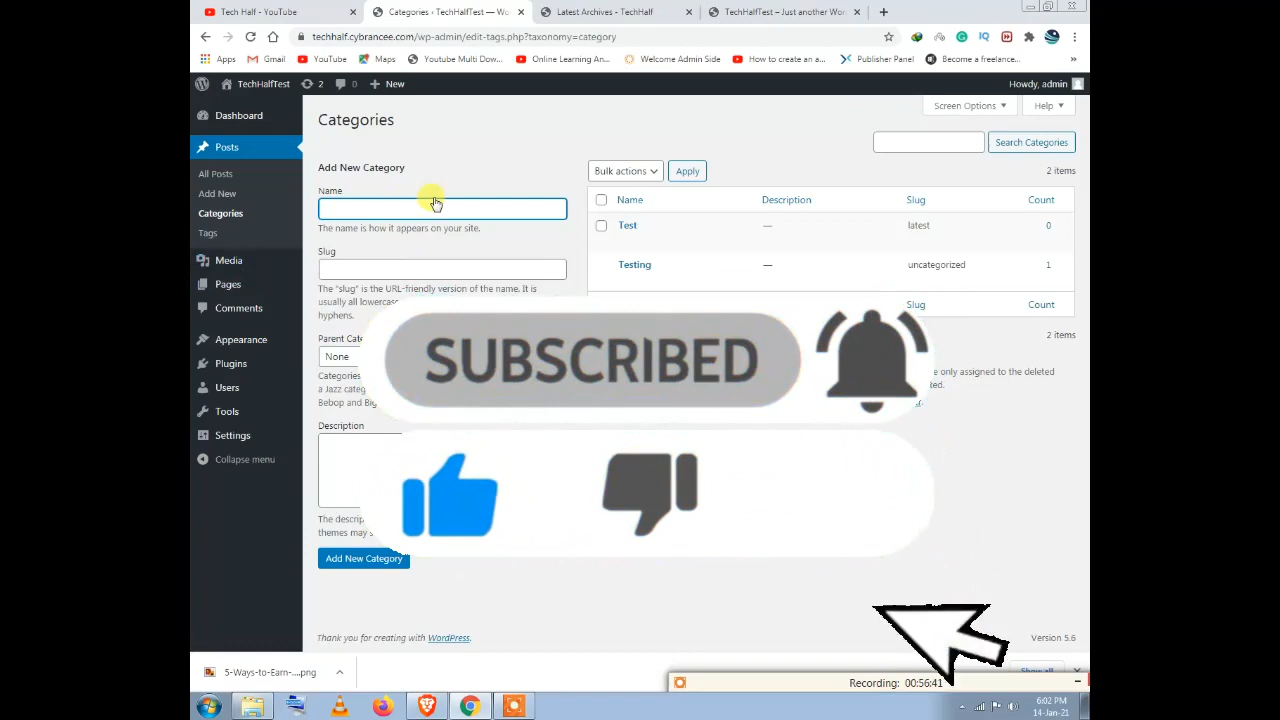 Tech Half - YouTube
Categories ‹ TechHalfTest — Wo
Latest Archives - TechHalf
TechHalfTest – Just another Wor
techhalf.cybrancee.com/wp-admin/edit-tags.php?taxonomy=category
Apps
Gmail
YouTube
Maps
Youtube Multi Dow...
Online Learning An...
Welcome Admin Side
How to create an a...
Publisher Panel
Become a freelance...
TechHalfTest
2
0
New
Howdy, admin
Dashboard
Posts
All Posts
Add New
Categories
Tags
Media
Pages
Comments
Appearance
Plugins
Users
Tools
Settings
Collapse menu
Screen Options
Help
Categories
Search Categories
Add New Category
Name
The name is how it appears on your site.
Slug
The "slug" is the URL-friendly version of the name. It is
usually all lowercase
hyphens.
Parent Cate
None
Categories
a Jazz categ
Bebop and Big
Description
The descrip
themes may s
Add New Category
Bulk actions
Apply
2 items
Name Description Slug Count
Test — latest 0
Testing — uncategorized 1
Slug Count
2 items
e only assigned to the deleted
SUBSCRIBED
Thank you for creating with WordPress.
Version 5.6
5-Ways-to-Earn-....png
Show all
Recording: 00:56:41
6:02 PM
14-Jan-21